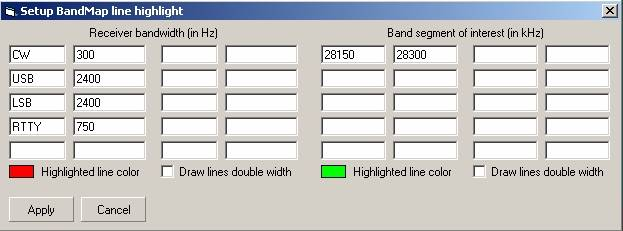 Setup BandMap line highlight
Receiver bandwidth (in Hz) Band segment of interest (in kHz)
CW 300 28150 28300
USB 2400
LSB 2400
RTTY 750
Highlighted line color Draw lines double width Highlighted line color Draw lines double width
Apply Cancel